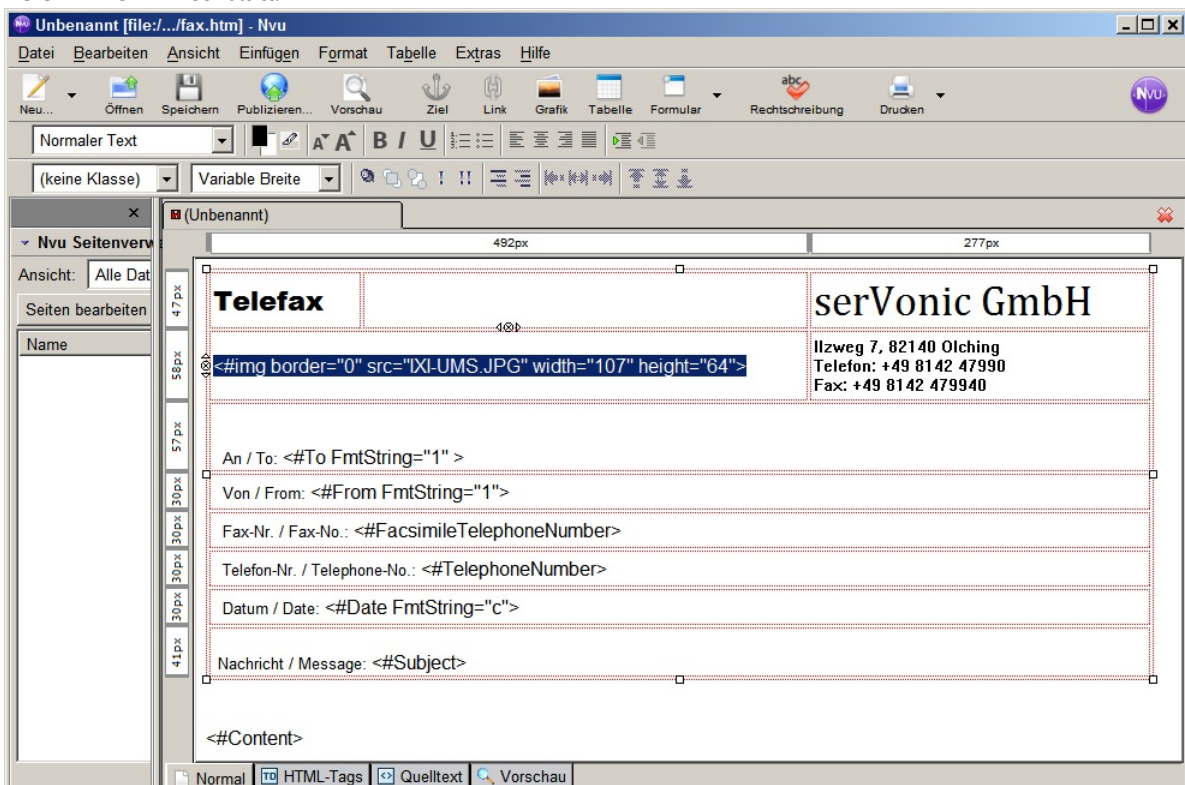 Unbenannt [file:/.../fax.htm] - Nvu
Datei Bearbeiten Ansicht Einfügen Format Tabelle Extras Hilfe
Neu... Öffnen Speichern Publizieren... Vorschau Ziel Link Grafik Tabelle Formular Rechtschreibung Drucken
Normaler Text
(keine Klasse) Variable Breite
(Unbenannt)
Nvu Seitenverw
492px 277px
Ansicht: Alle Dat
Seiten bearbeiten
Name
47px
Telefax serVonic GmbH
58px
<#img border="0" src="IXI-UMS.JPG" width="107" height="64">
Ilzweg 7, 82140 Olching
Telefon: +49 8142 47990
Fax: +49 8142 479940
57px
An / To: <#To FmtString="1" >
30px
Von / From: <#From FmtString="1">
30px
Fax-Nr. / Fax-No.: <#FacsimileTelephoneNumber>
30px
Telefon-Nr. / Telephone-No.: <#TelephoneNumber>
30px
Datum / Date: <#Date FmtString="c">
41px
Nachricht / Message: <#Subject>
<#Content>
Normal HTML-Tags Quelltext Vorschau